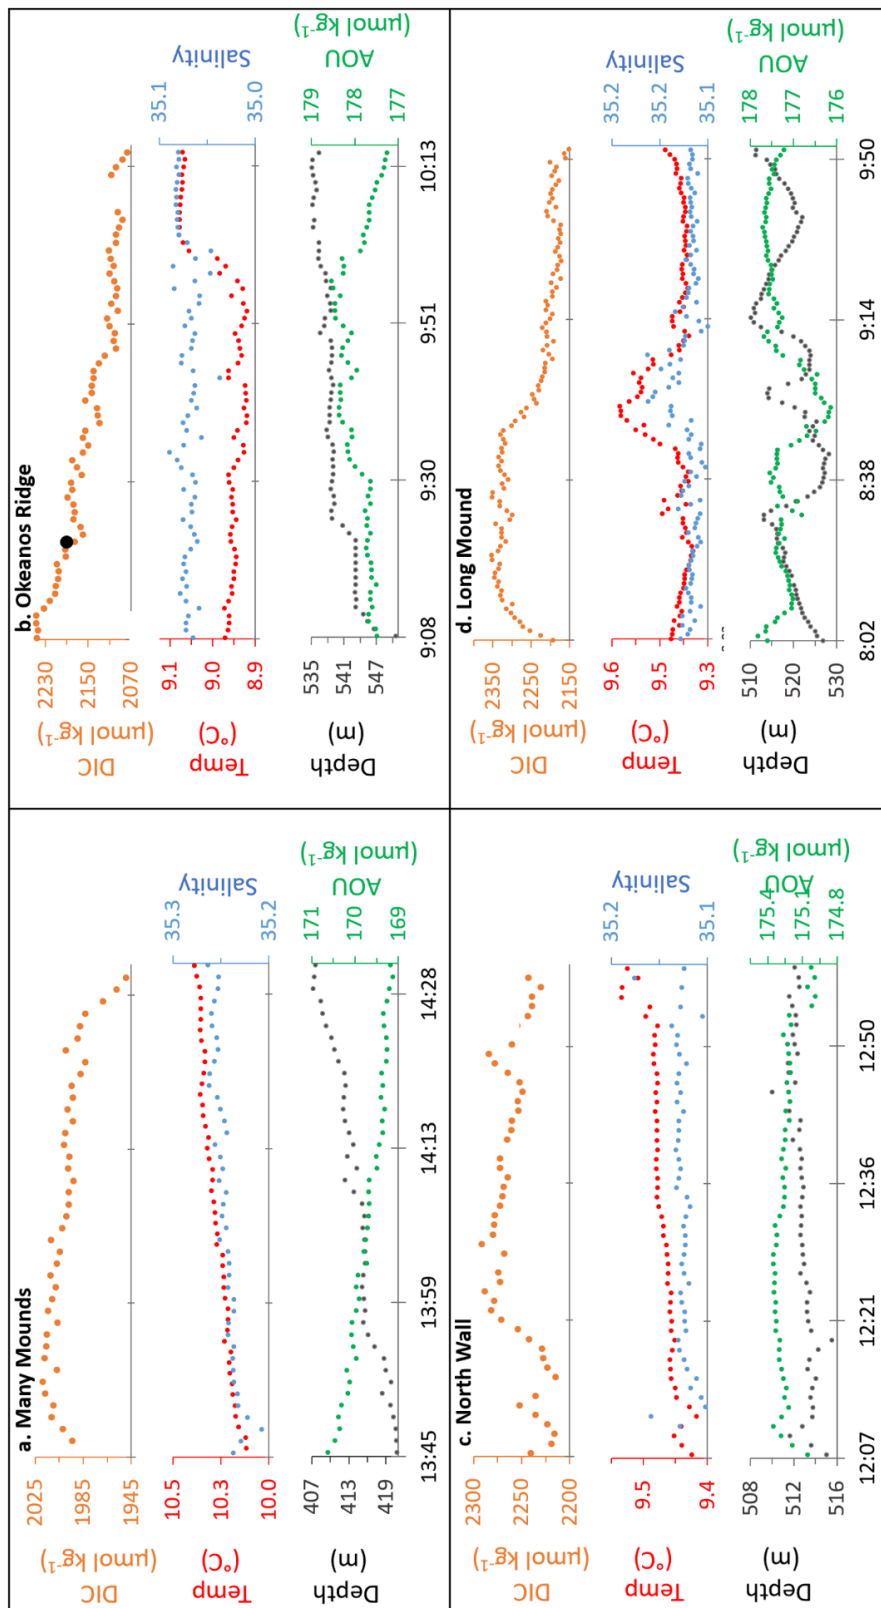 a. Many Mounds
DIC
(µmol kg⁻¹)
2025
1985
1945
Temp
(°C)
10.5
10.3
10.0
35.3
35.2
Salinity
Depth
(m)
407
413
419
171
170
169
AOU
(µmol kg⁻¹)
13:45 13:59 14:13 14:28
b. Okeanos Ridge
DIC
(µmol kg⁻¹)
2230
2150
2070
Temp
(°C)
9.1
9.0
8.9
35.1
35.0
Salinity
Depth
(m)
535
541
547
179
178
177
AOU
(µmol kg⁻¹)
9:08 9:30 9:51 10:13
c. North Wall
DIC
(µmol kg⁻¹)
2300
2250
2200
Temp
(°C)
9.5
9.4
35.2
35.1
Salinity
Depth
(m)
508
512
516
175.4
175.1
174.8
AOU
(µmol kg⁻¹)
12:07 12:21 12:36 12:50
d. Long Mound
DIC
(µmol kg⁻¹)
2350
2250
2150
Temp
(°C)
9.6
9.5
9.3
35.2
35.2
35.1
Salinity
Depth
(m)
510
520
530
178
177
176
AOU
(µmol kg⁻¹)
8:02 8:38 9:14 9:50